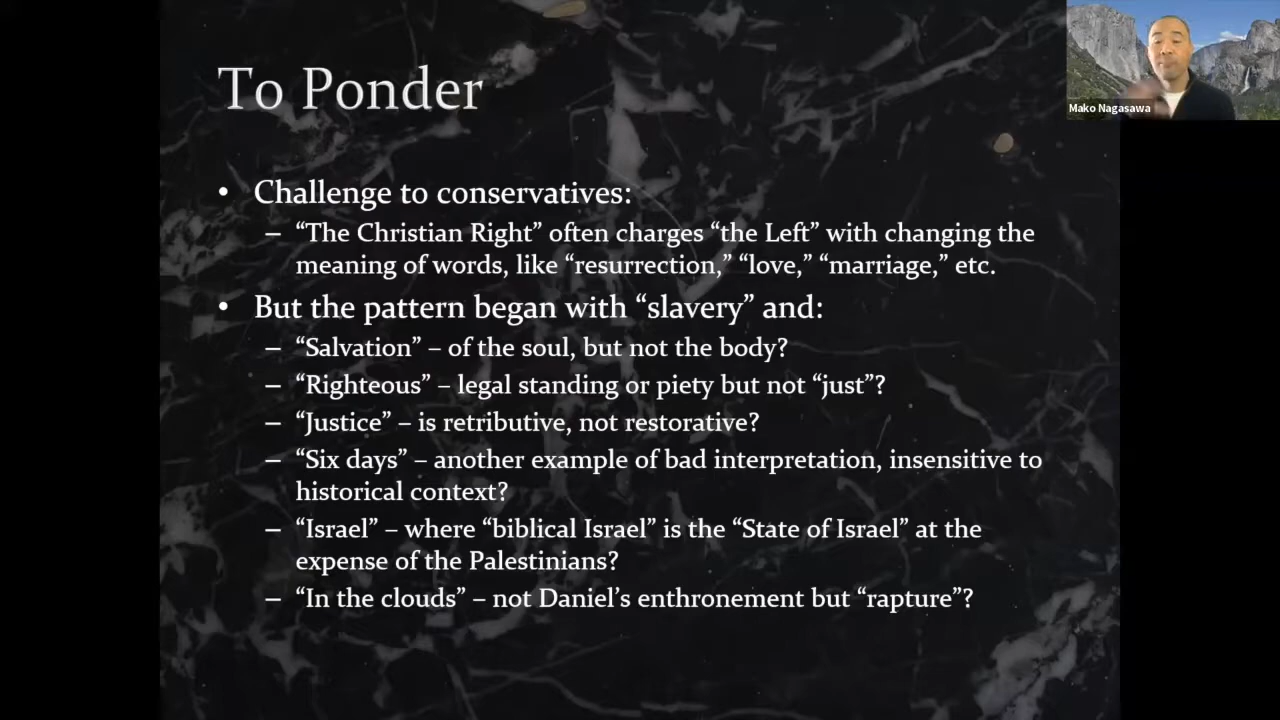 To Ponder
Mako Nagasawa
• Challenge to conservatives:
– “The Christian Right” often charges “the Left” with changing the
meaning of words, like “resurrection,” “love,” “marriage,” etc.
• But the pattern began with “slavery” and:
– “Salvation” – of the soul, but not the body?
– “Righteous” – legal standing or piety but not “just”?
– “Justice” – is retributive, not restorative?
– “Six days” – another example of bad interpretation, insensitive to
historical context?
– “Israel” – where “biblical Israel” is the “State of Israel” at the
expense of the Palestinians?
– “In the clouds” – not Daniel’s enthronement but “rapture”?